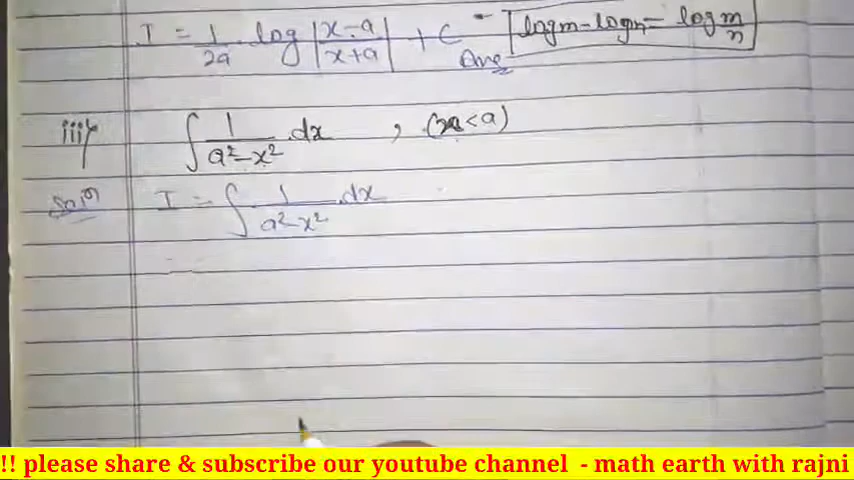 I = 1/2a · log |x-a/x+a| + C - log m - log n = log m/n
Ans
iii) ∫ 1/a²-x² dx , (x<a)
Solⁿ I = ∫ 1/a²-x² dx
!! please share & subscribe our youtube channel - math earth with rajni